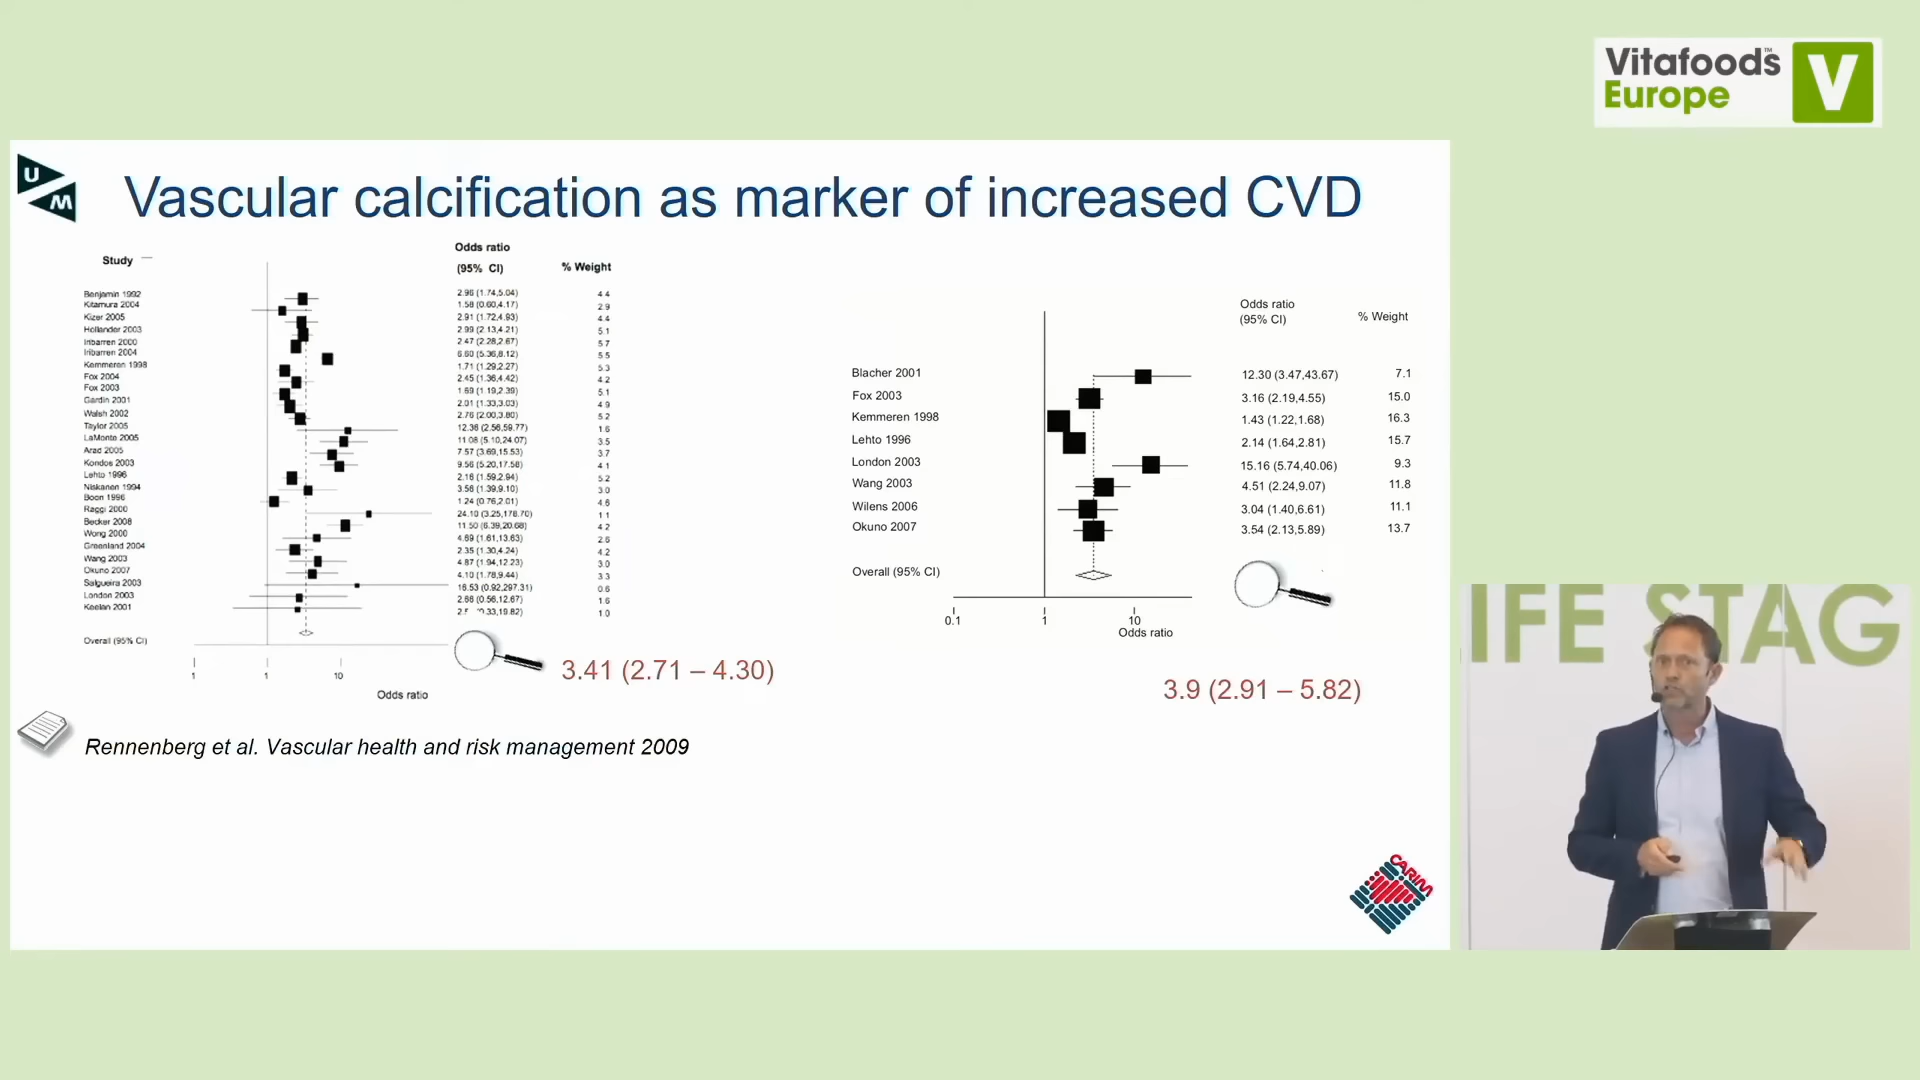 Vitafoods™
Europe
V
U
M
Vascular calcification as marker of increased CVD
Study
Odds ratio
(95% CI)
% Weight
Benjamin 1992 2.96 (1.74,5.04) 4.4
Kitamura 2004 1.58 (0.60,4.17) 2.9
Kizer 2005 2.91 (1.72,4.93) 4.4
Hollander 2003 2.99 (2.13,4.21) 5.1
Iribarren 2000 2.47 (2.28,2.67) 5.7
Iribarren 2004 6.60 (5.36,8.12) 5.5
Kemmeren 1998 1.71 (1.29,2.27) 5.3
Fox 2004 2.45 (1.36,4.42) 4.2
Fox 2003 1.69 (1.19,2.39) 5.1
Gardin 2001 2.01 (1.33,3.03) 4.9
Walsh 2002 2.76 (2.00,3.80) 5.2
Taylor 2005 12.36 (2.56,59.77) 1.6
LaMonte 2005 11.08 (5.10,24.07) 3.5
Arad 2005 7.57 (3.69,15.53) 3.7
Kondos 2003 9.56 (5.20,17.58) 4.1
Lehto 1996 2.16 (1.59,2.94) 5.2
Niskanen 1994 3.56 (1.39,9.10) 3.0
Boon 1996 1.24 (0.76,2.01) 4.6
Raggi 2000 24.10 (3.25,178.70) 1.1
Becker 2008 11.50 (6.39,20.68) 4.2
Wong 2000 4.69 (1.61,13.63) 2.6
Greenland 2004 2.35 (1.30,4.24) 4.2
Wang 2003 4.87 (1.94,12.23) 3.0
Okuno 2007 4.10 (1.78,9.44) 3.3
Salgueira 2003 16.53 (0.92,297.31) 0.6
London 2003 2.68 (0.56,12.67) 1.6
Keelan 2001 0.33,19.82) 1.0
Overall (95% CI)
1 1 10
Odds ratio
3.41 (2.71 – 4.30)
Odds ratio
(95% CI)
% Weight
Blacher 2001 12.30 (3.47,43.67) 7.1
Fox 2003 3.16 (2.19,4.55) 15.0
Kemmeren 1998 1.43 (1.22,1.68) 16.3
Lehto 1996 2.14 (1.64,2.81) 15.7
London 2003 15.16 (5.74,40.06) 9.3
Wang 2003 4.51 (2.24,9.07) 11.8
Wilens 2006 3.04 (1.40,6.61) 11.1
Okuno 2007 3.54 (2.13,5.89) 13.7
Overall (95% CI)
0.1 1 10
Odds ratio
3.9 (2.91 – 5.82)
Rennenberg et al. Vascular health and risk management 2009
CARIM
IFE STAG